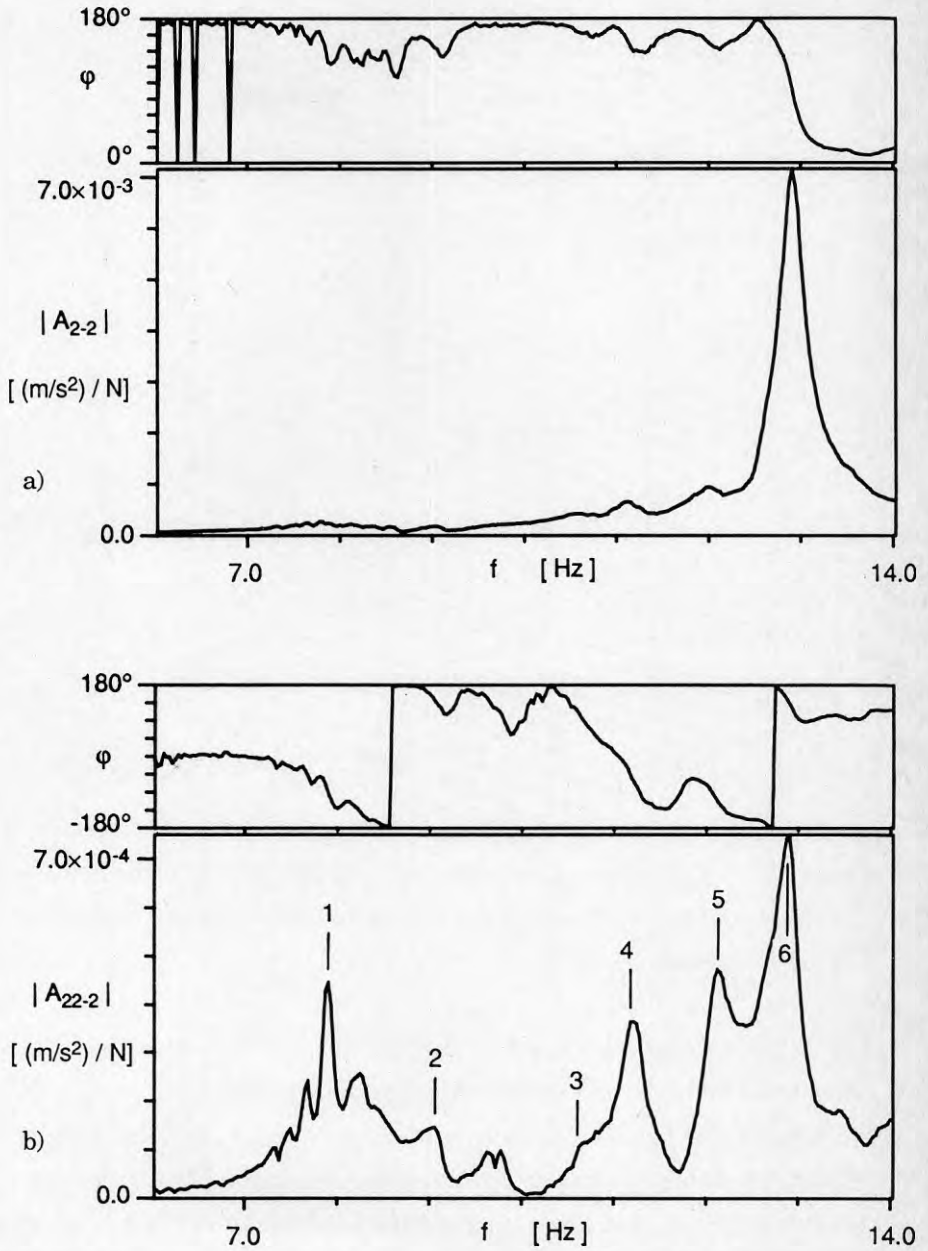 180°
φ
0°
7.0×10-3
| A2-2 |
[ (m/s2) / N]
a)
0.0
7.0 f [ Hz ] 14.0
180°
φ
-180°
7.0×10-4
1
2
3
4
5
6
| A22-2 |
[ (m/s2) / N]
b)
0.0
7.0 f [ Hz ] 14.0